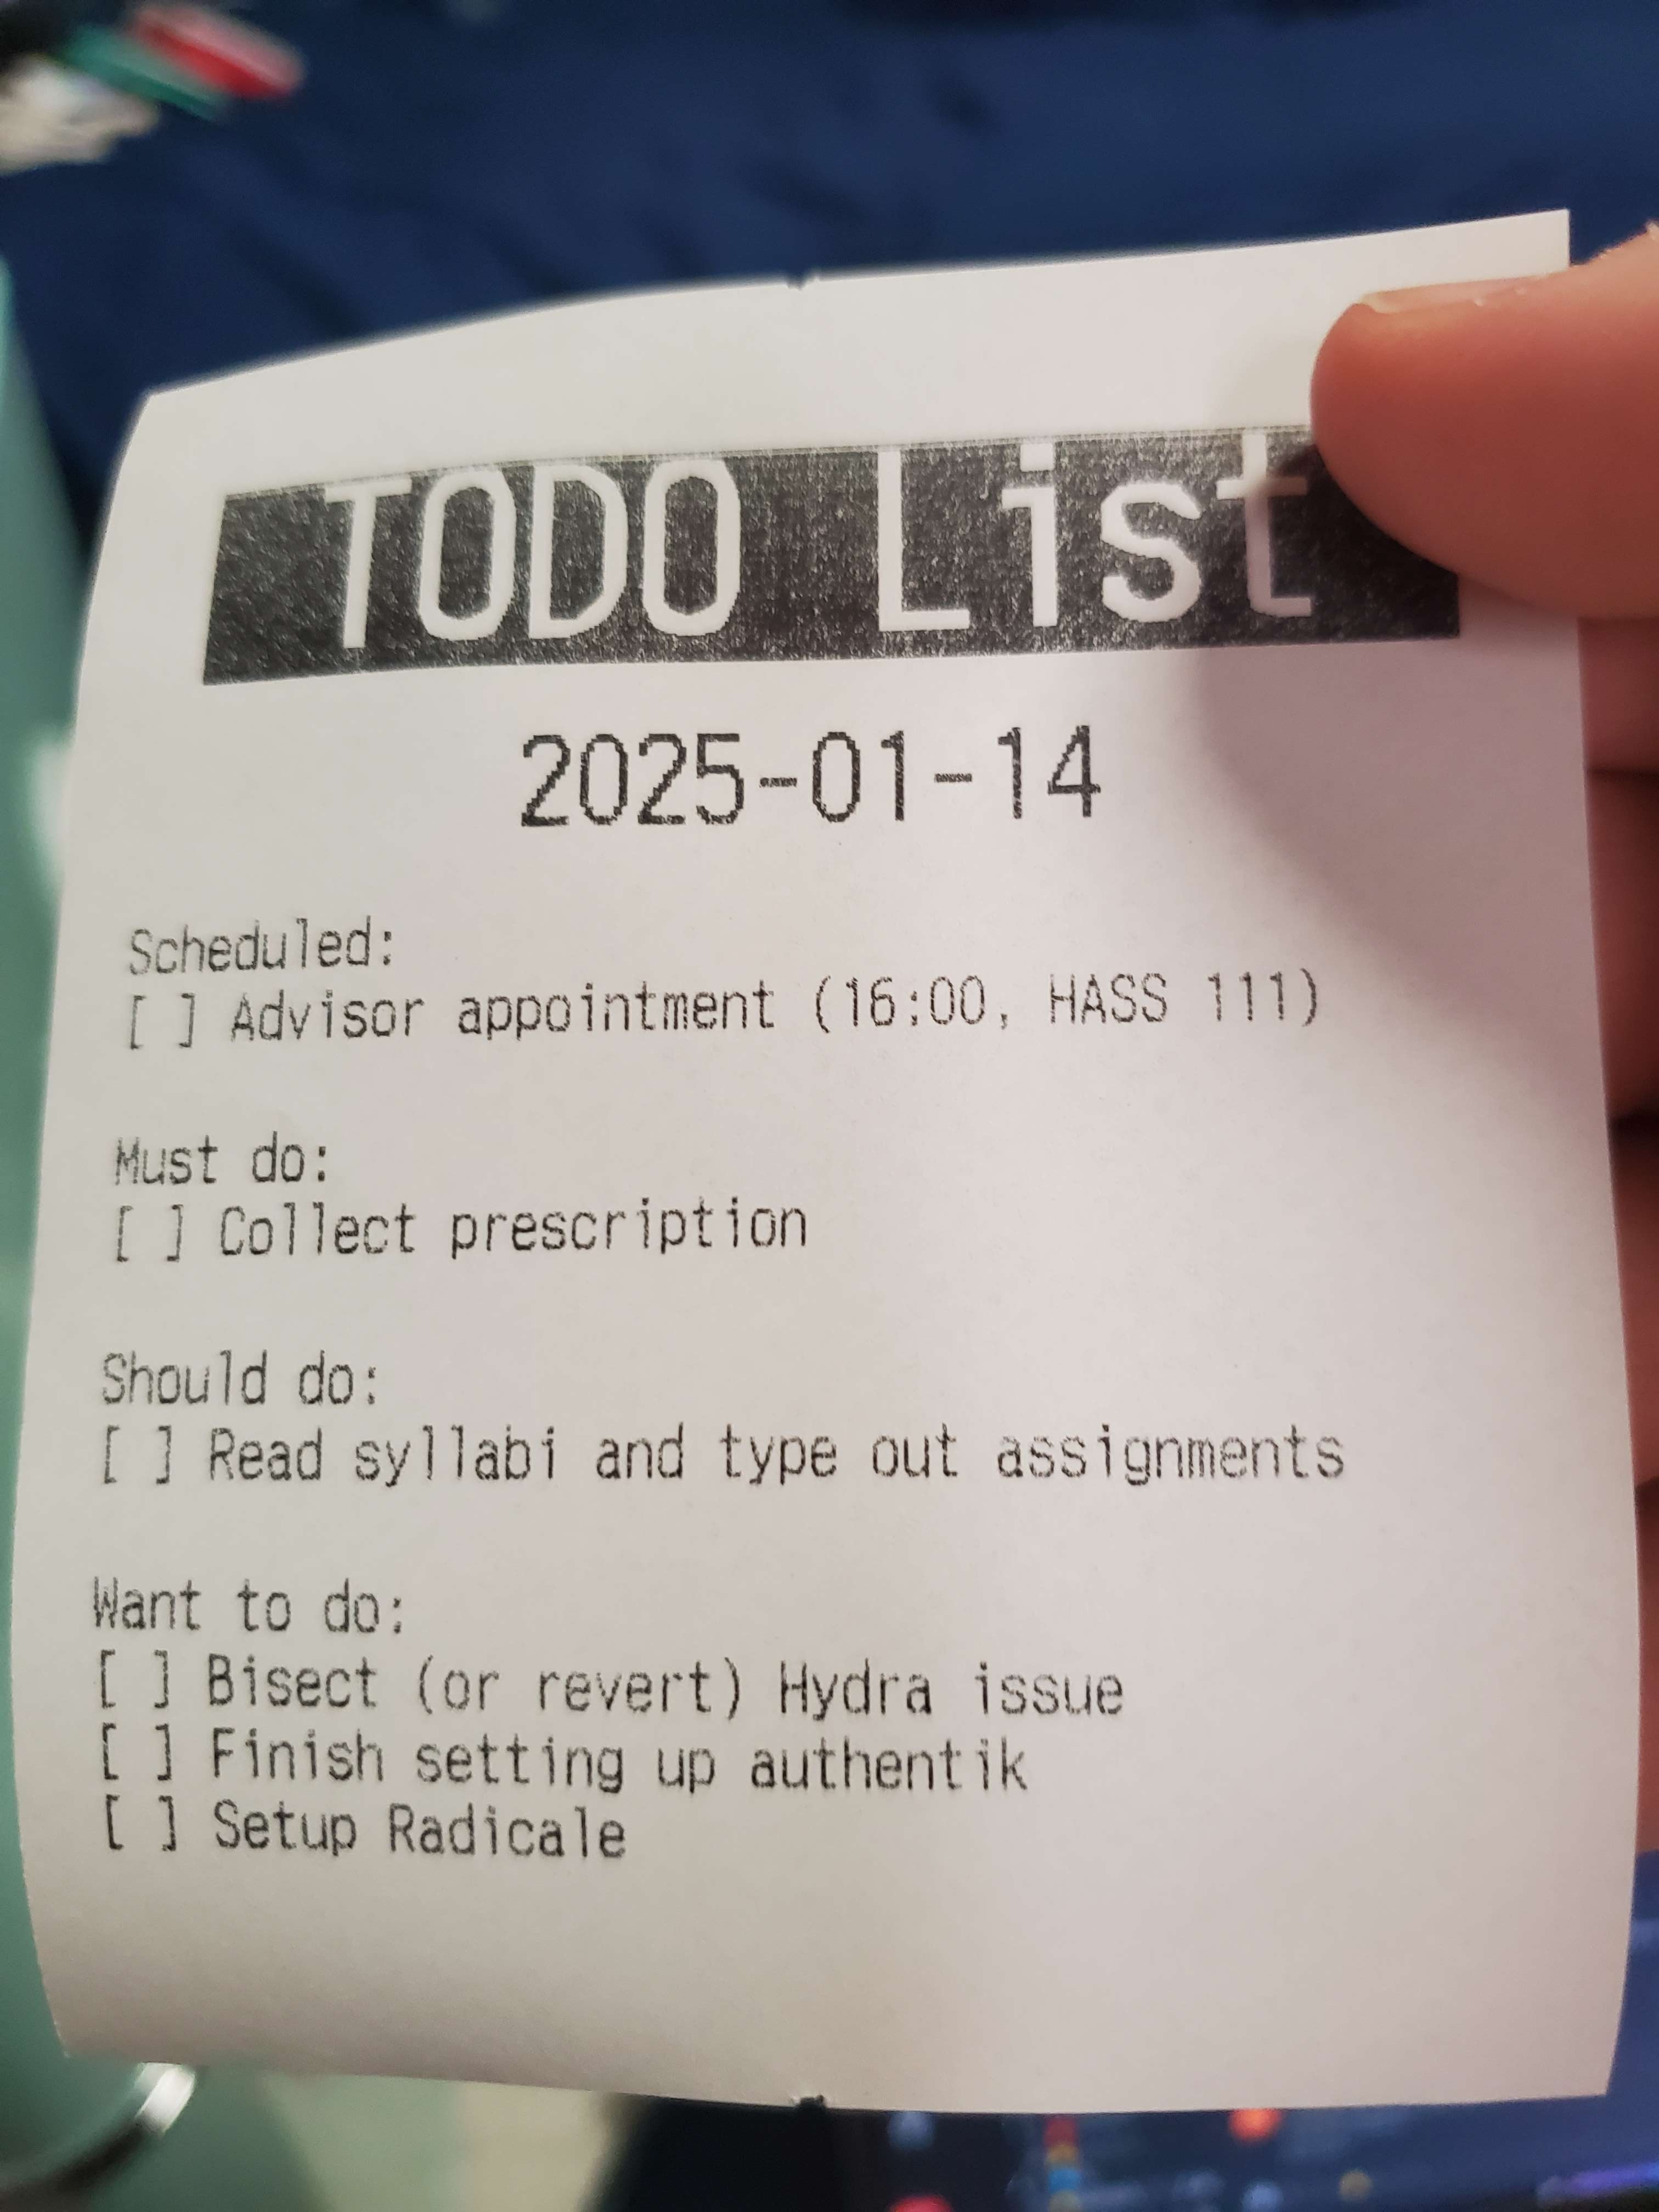 TODO List
2025-01-14
Scheduled:
[ ] Advisor appointment (16:00, HASS 111)
Must do:
[ ] Collect prescription
Should do:
[ ] Read syllabi and type out assignments
Want to do:
[ ] Bisect (or revert) Hydra issue
[ ] Finish setting up authentik
[ ] Setup Radicale